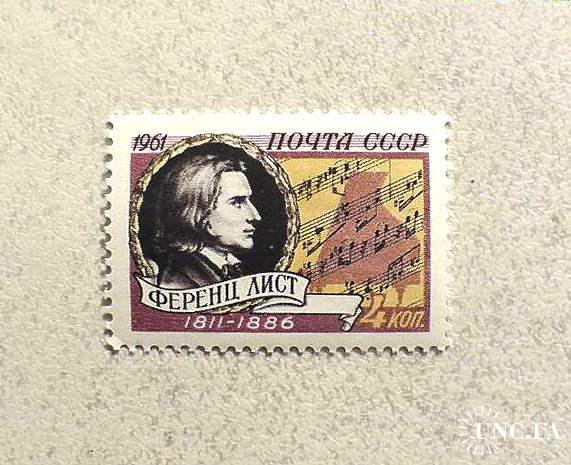 1961 ПОЧТА СССР
ФЕРЕНЦ ЛИСТ
1811-1886
4 КОП.
UNC.UA